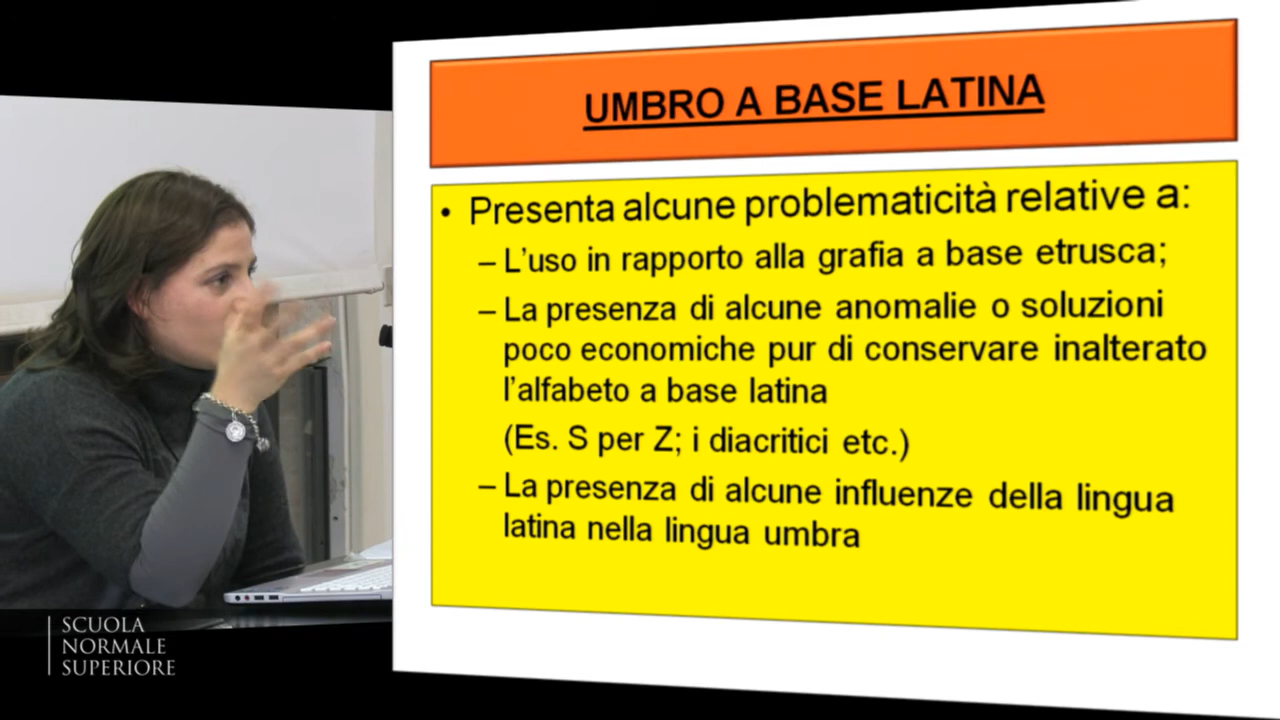 UMBRO A BASE LATINA
• Presenta alcune problematicità relative a:
– L'uso in rapporto alla grafia a base etrusca;
– La presenza di alcune anomalie o soluzioni
poco economiche pur di conservare inalterato
l'alfabeto a base latina
(Es. S per Z; i diacritici etc.)
– La presenza di alcune influenze della lingua
latina nella lingua umbra
SCUOLA
NORMALE
SUPERIORE